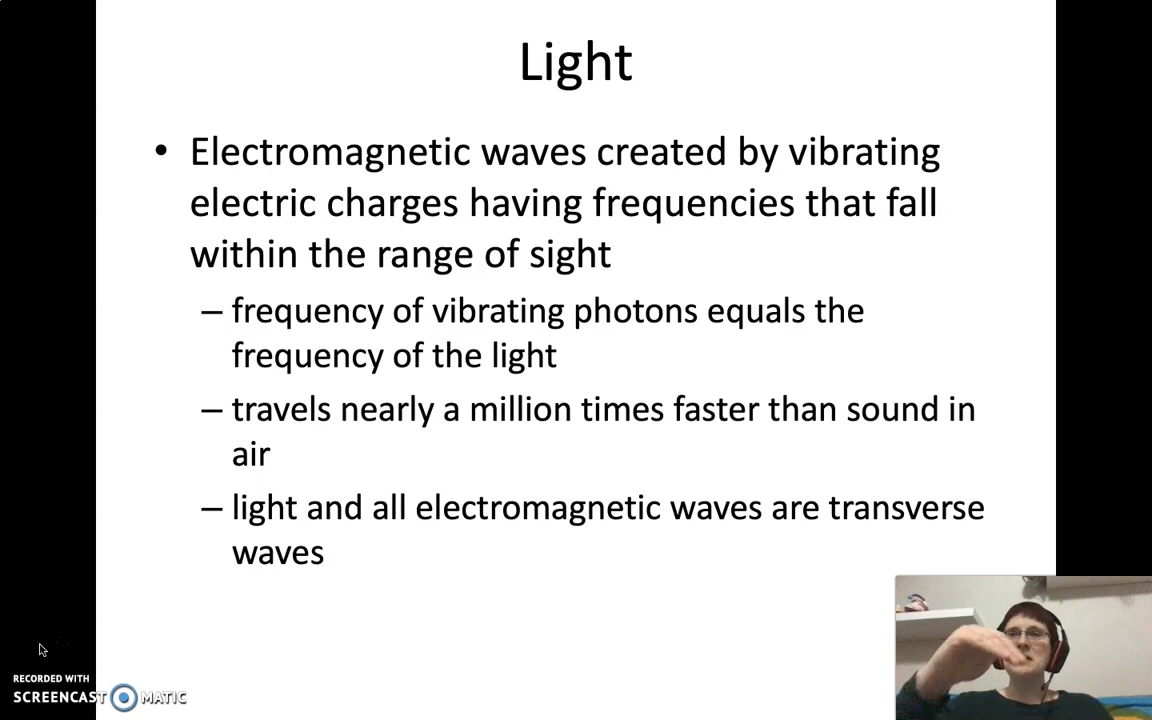 Light
• Electromagnetic waves created by vibrating
electric charges having frequencies that fall
within the range of sight
– frequency of vibrating photons equals the
frequency of the light
– travels nearly a million times faster than sound in
air
– light and all electromagnetic waves are transverse
waves
RECORDED WITH
SCREENCAST MATIC